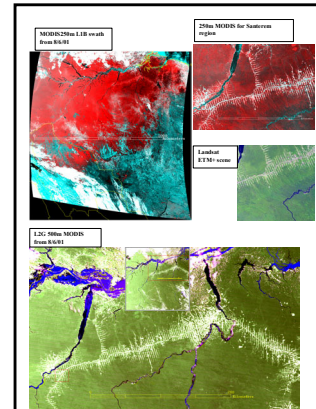 MODIS250m L1B swath
from 8/6/01
250m MODIS for Santerem
region
Landsat
ETM+ scene
L2G 500m MODIS
from 8/6/01